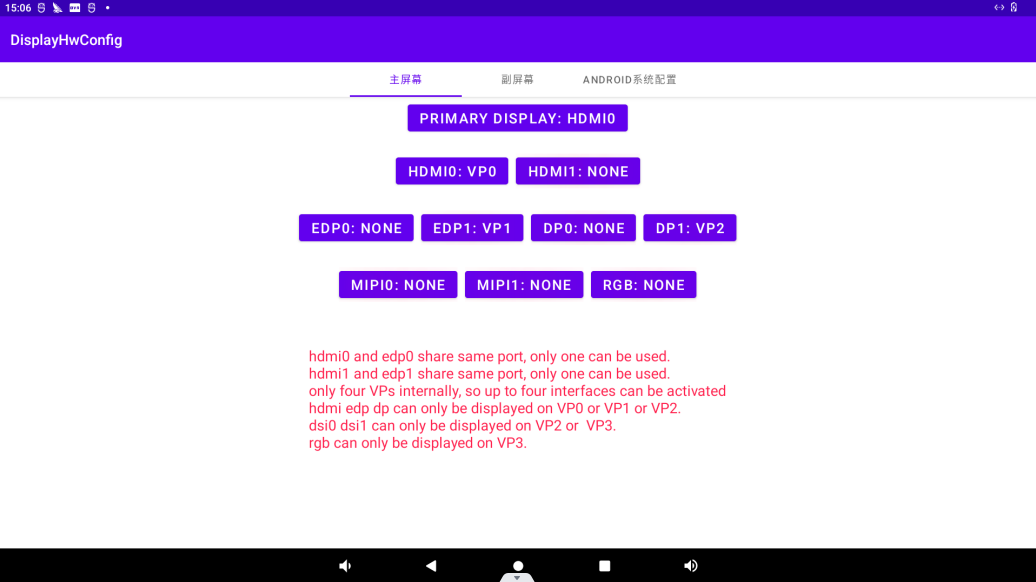 15:06
DisplayHwConfig
主屏幕 副屏幕 ANDROID系统配置
PRIMARY DISPLAY: HDMI0
HDMI0: VP0 HDMI1: NONE
EDP0: NONE EDP1: VP1 DP0: NONE DP1: VP2
MIPI0: NONE MIPI1: NONE RGB: NONE
hdmi0 and edp0 share same port, only one can be used.
hdmi1 and edp1 share same port, only one can be used.
only four VPs internally, so up to four interfaces can be activated
hdmi edp dp can only be displayed on VP0 or VP1 or VP2.
dsi0 dsi1 can only be displayed on VP2 or  VP3.
rgb can only be displayed on VP3.